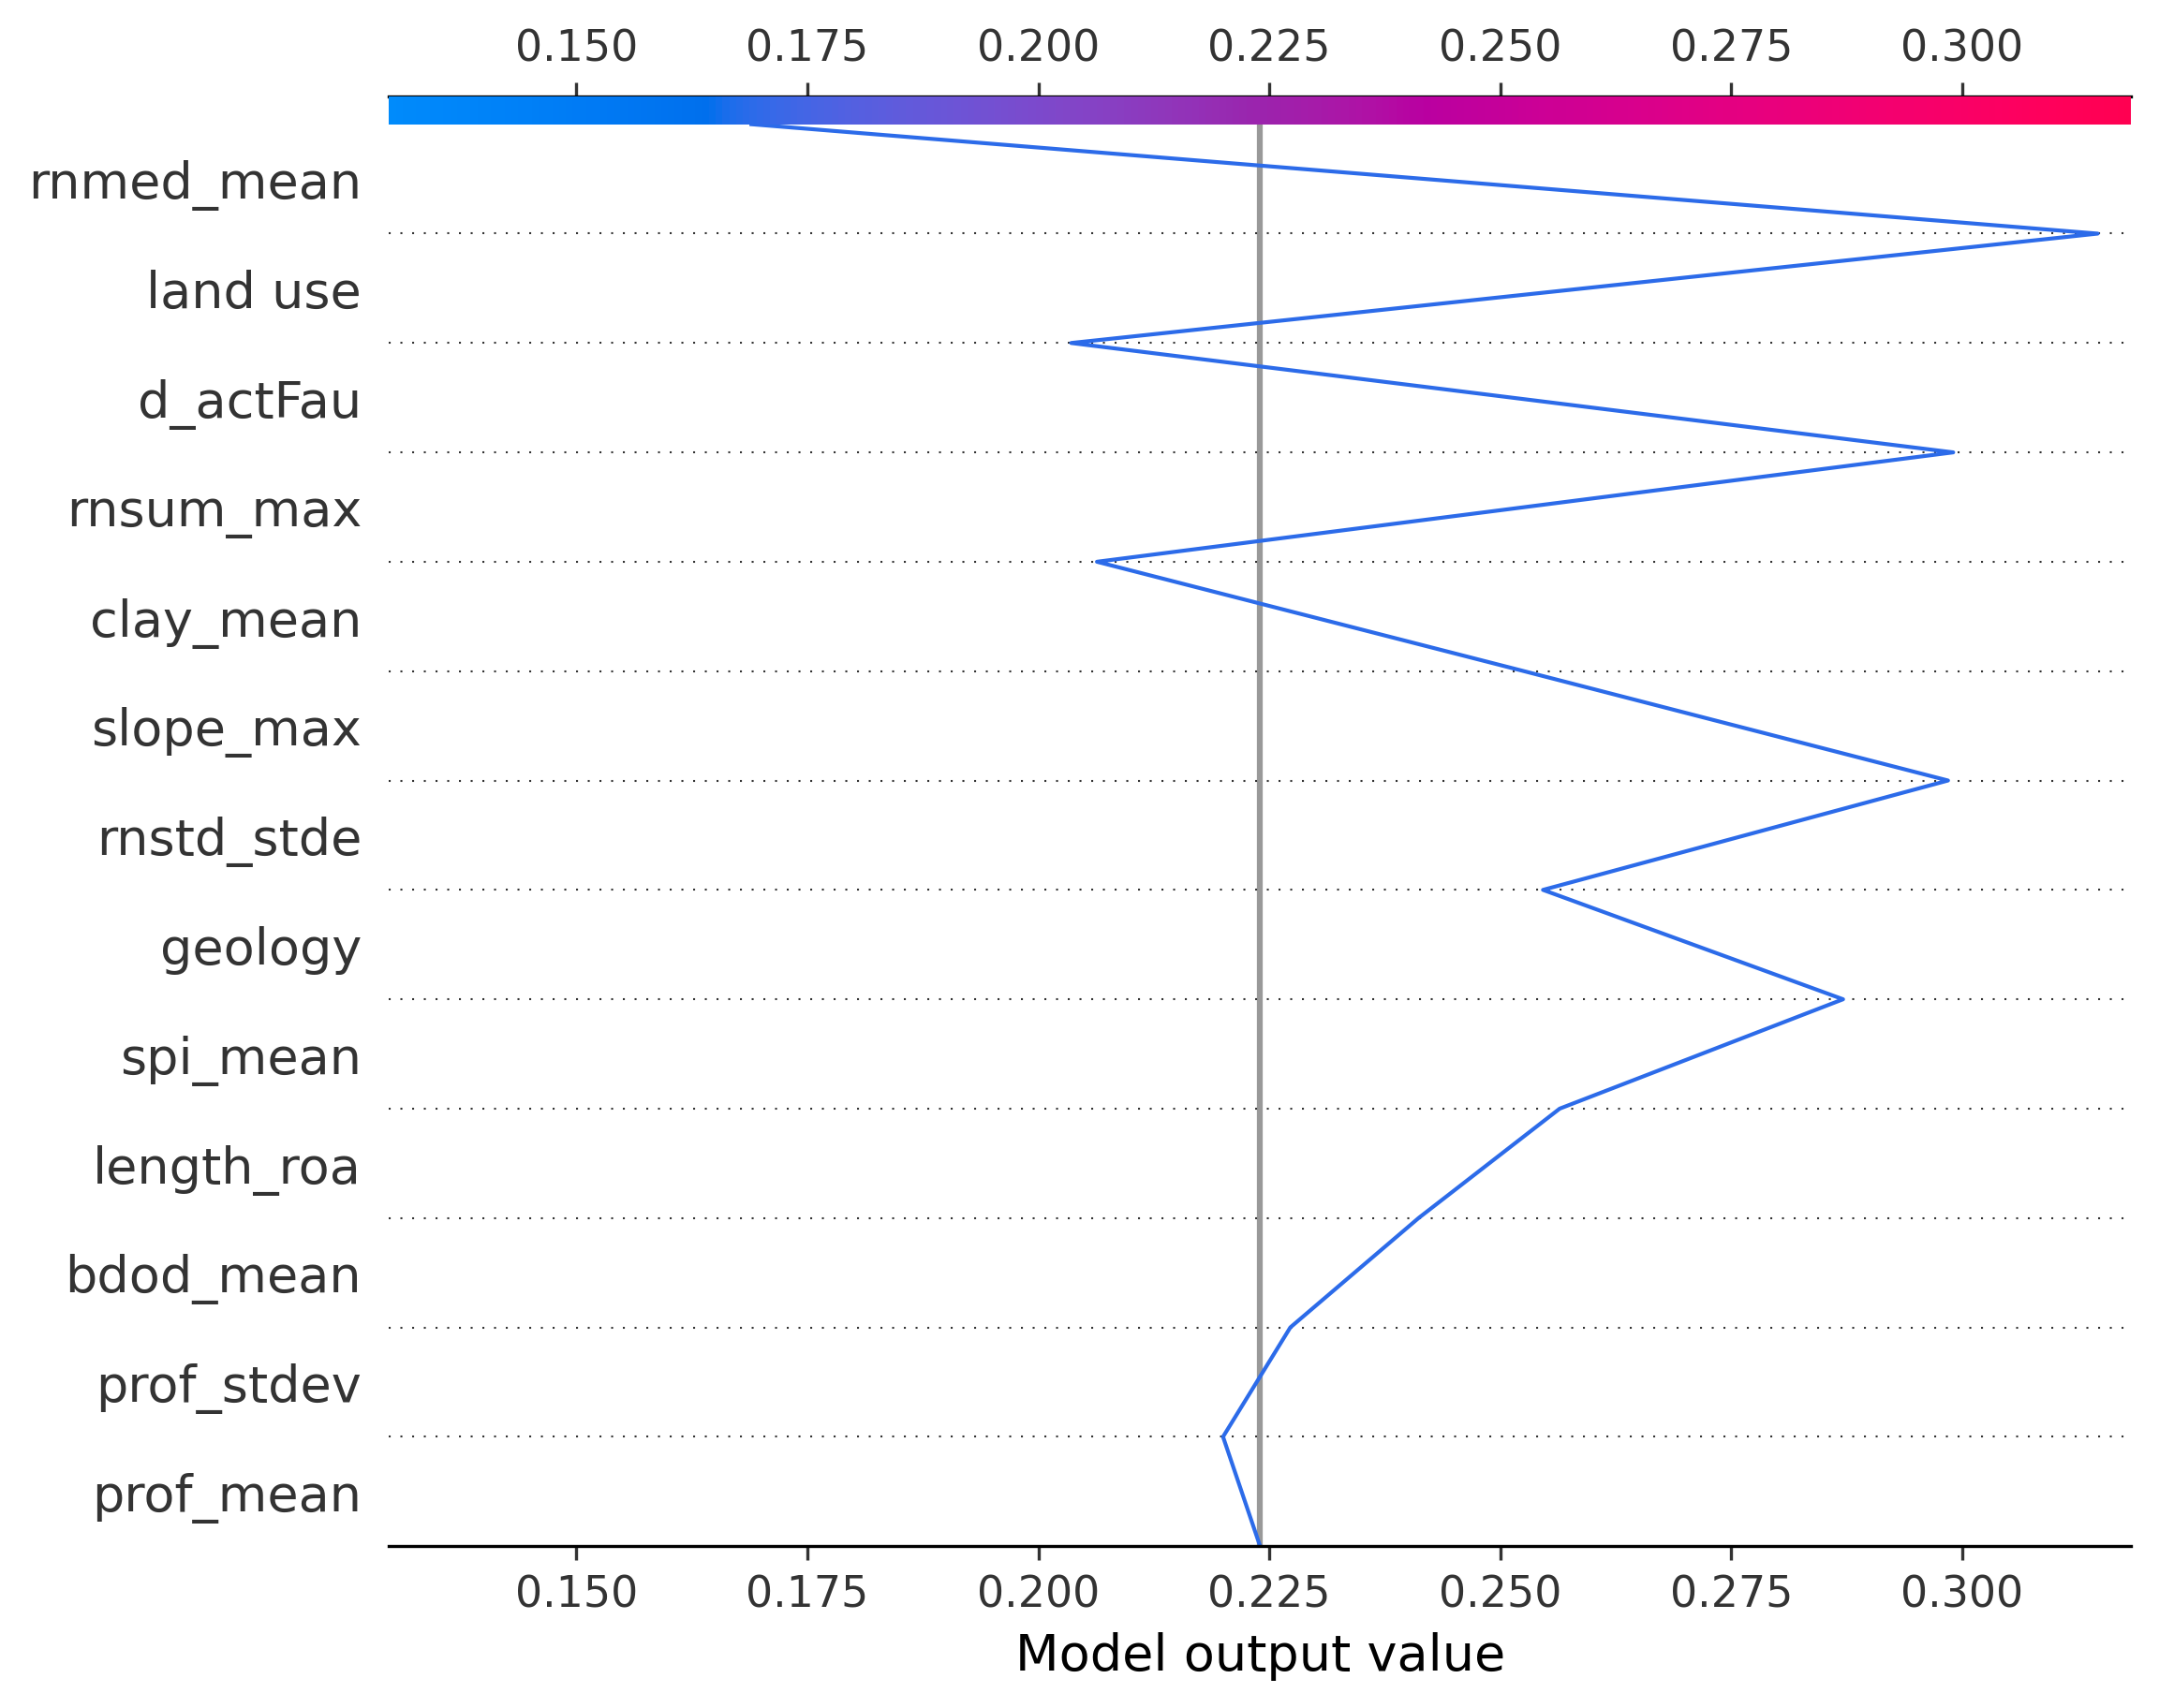 0.150 0.175 0.200 0.225 0.250 0.275 0.300
rnmed_mean
land use
d_actFau
rnsum_max
clay_mean
slope_max
rnstd_stde
geology
spi_mean
length_roa
bdod_mean
prof_stdev
prof_mean
0.150 0.175 0.200 0.225 0.250 0.275 0.300
Model output value